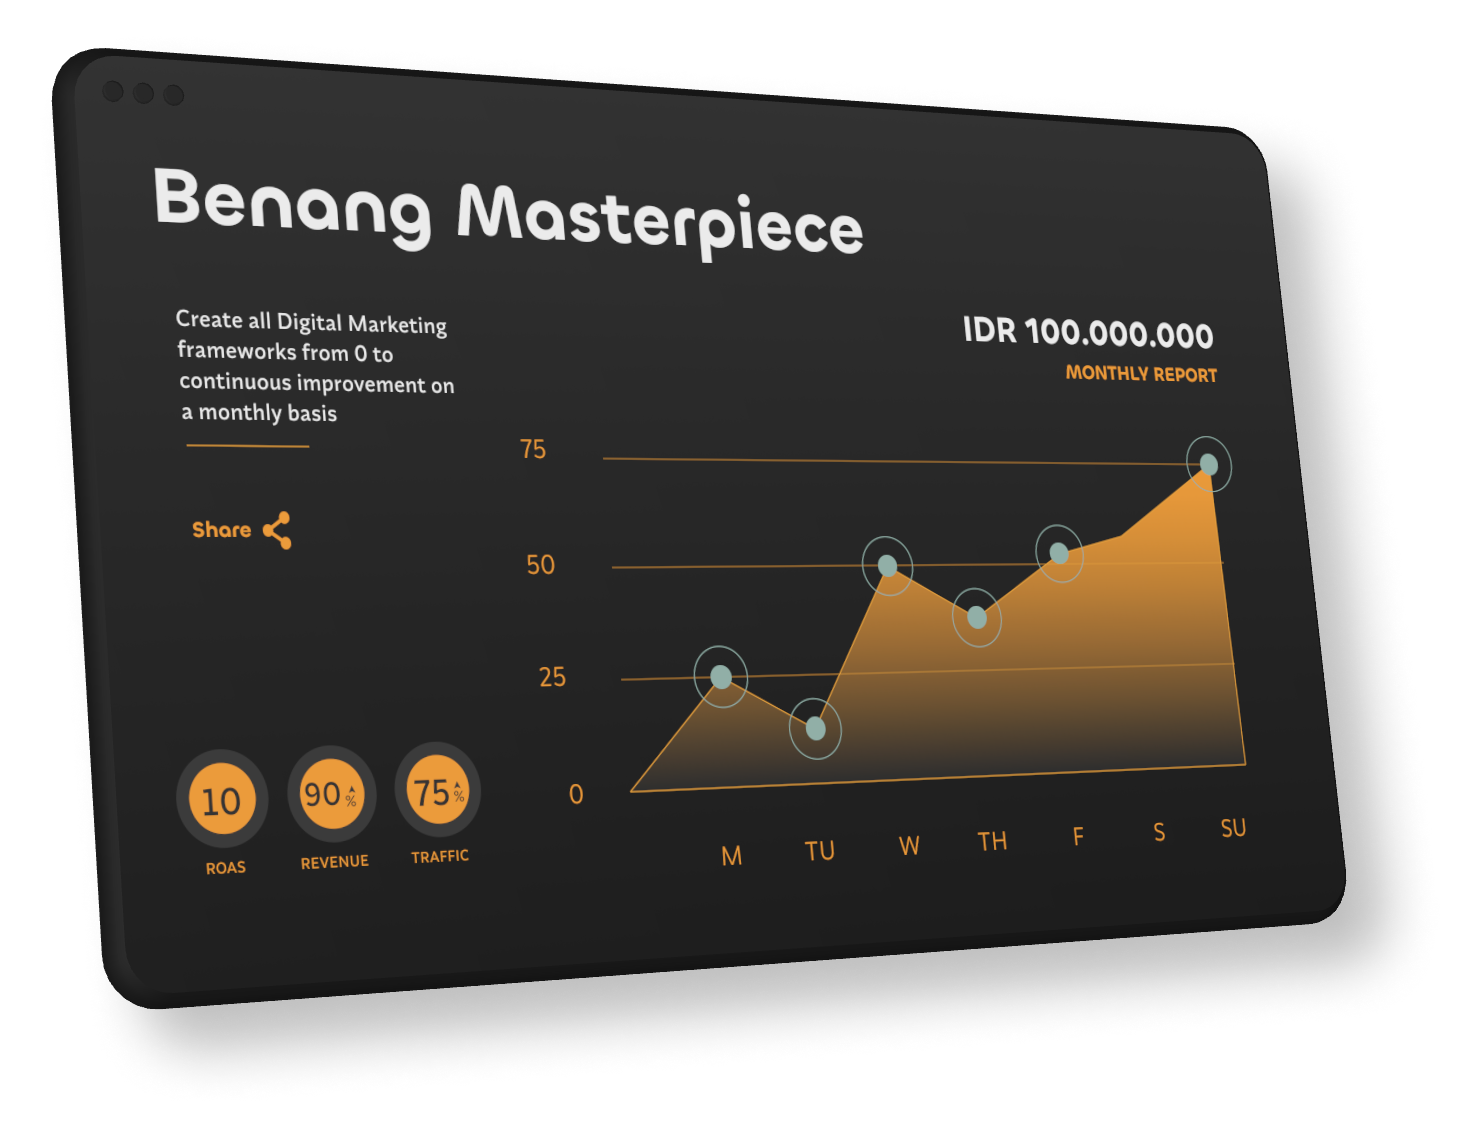 Benang Masterpiece
Create all Digital Marketing
frameworks from 0 to
continuous improvement on
a monthly basis
Share
IDR 100.000.000
MONTHLY REPORT
75
50
25
0
M TU W TH F S SU
10
ROAS
90 %
REVENUE
75 %
TRAFFIC